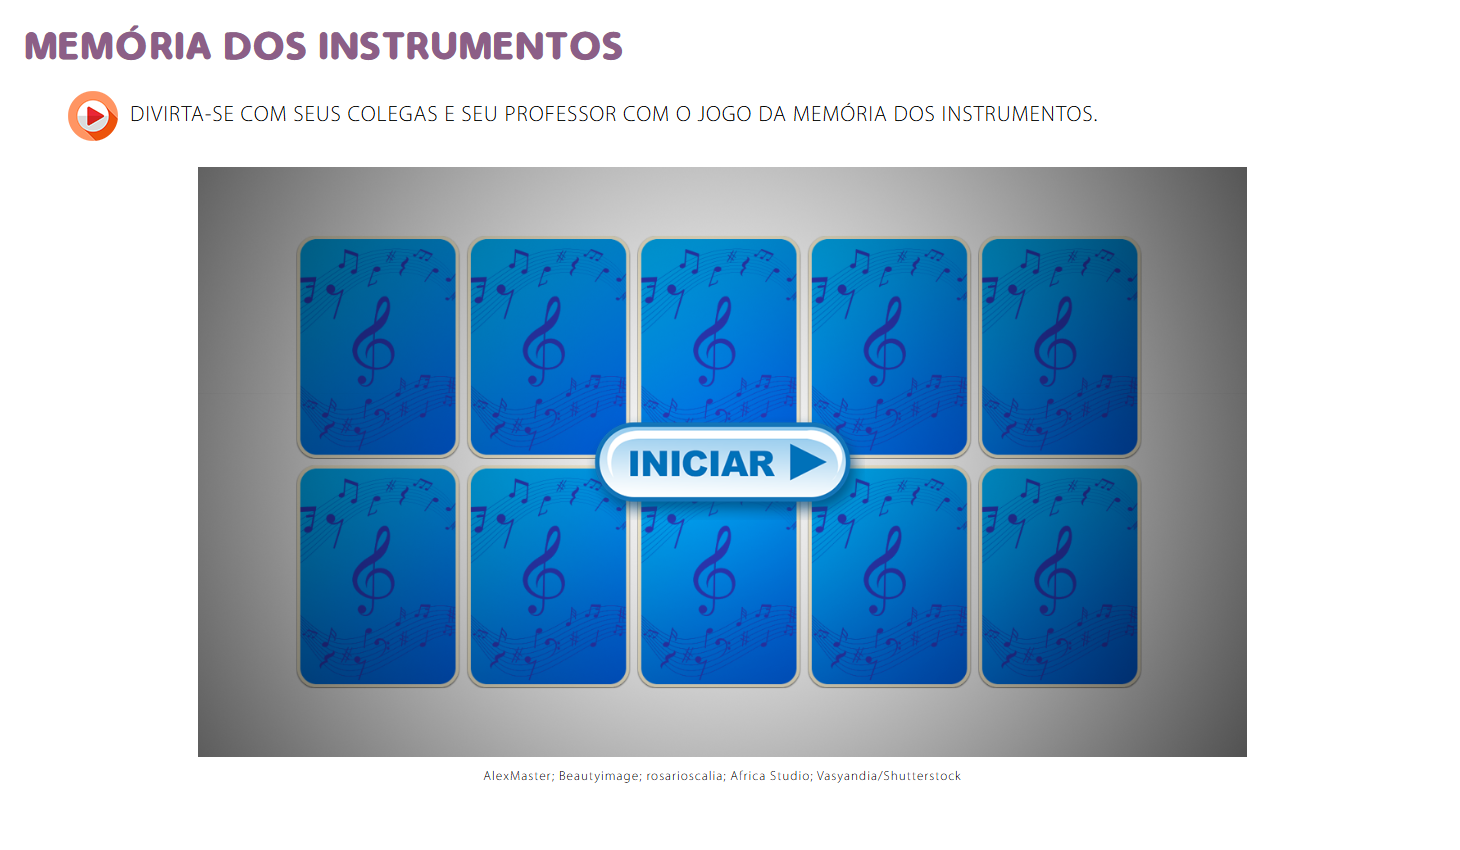 MEMÓRIA DOS INSTRUMENTOS
DIVIRTA-SE COM SEUS COLEGAS E SEU PROFESSOR COM O JOGO DA MEMÓRIA DOS INSTRUMENTOS.
INICIAR
AlexMaster; Beautyimage; rosarioscalia; Africa Studio; Vasyandia/Shutterstock